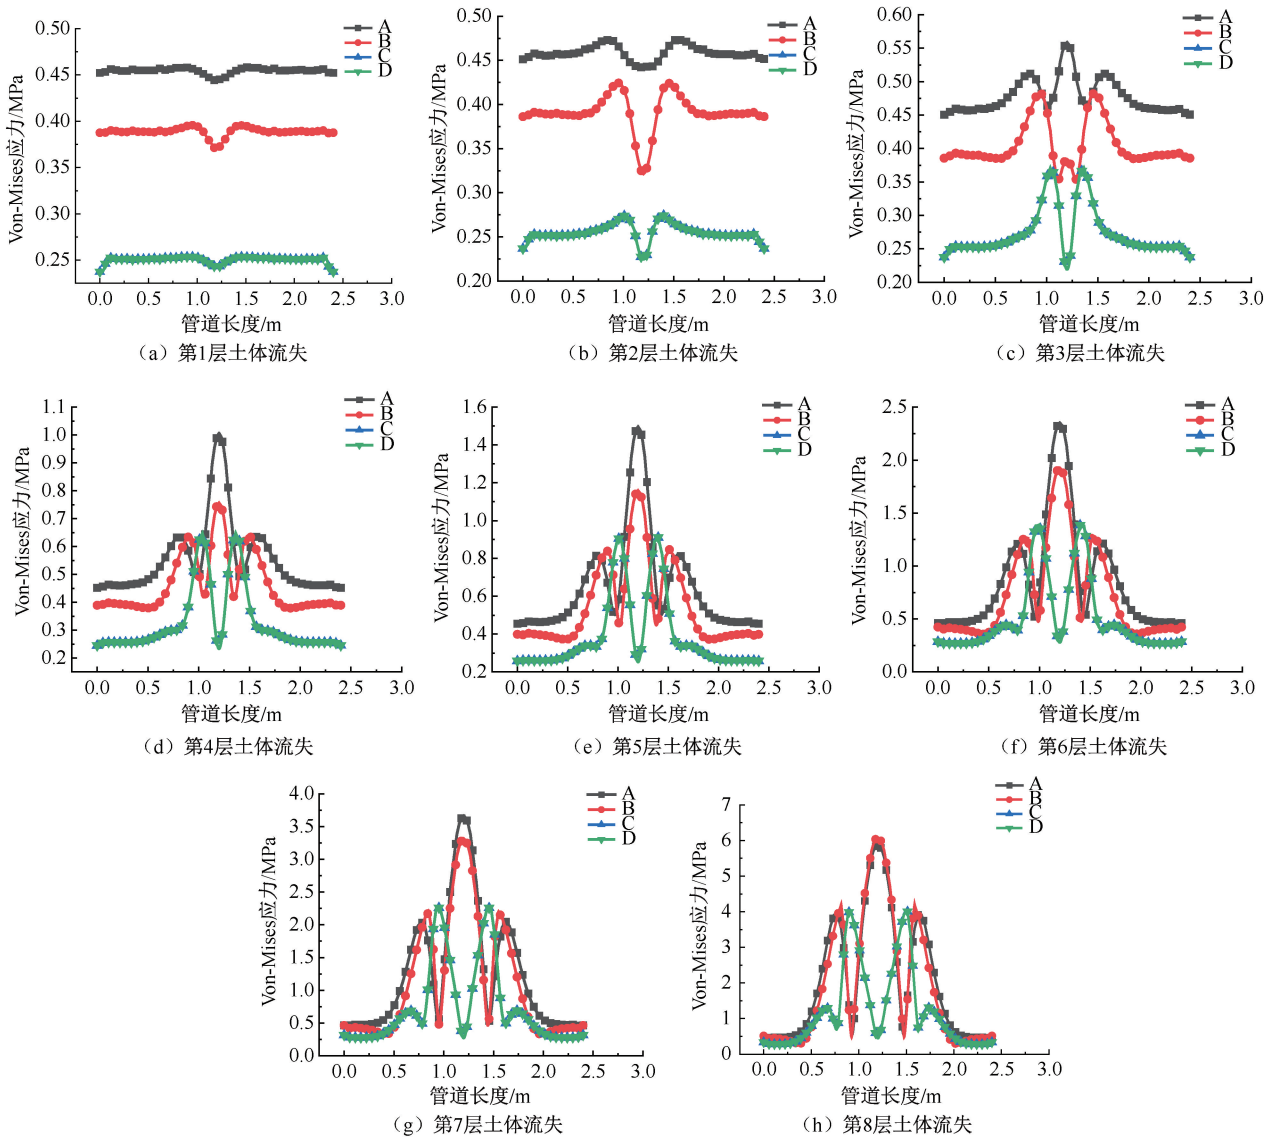 0.50
0.45
0.40
0.35
0.30
0.25
Von-Mises应力/MPa
A
B
C
D
0.0 0.5 1.0 1.5 2.0 2.5 3.0
管道长度/m
（a）第1层土体流失
0.50
0.45
0.40
0.35
0.30
0.25
0.20
Von-Mises应力/MPa
A
B
C
D
0.0 0.5 1.0 1.5 2.0 2.5 3.0
管道长度/m
（b）第2层土体流失
0.60
0.55
0.50
0.45
0.40
0.35
0.30
0.25
0.20
Von-Mises应力/MPa
A
B
C
D
0.0 0.5 1.0 1.5 2.0 2.5 3.0
管道长度/m
（c）第3层土体流失
1.1
1.0
0.9
0.8
0.7
0.6
0.5
0.4
0.3
0.2
Von-Mises应力/MPa
A
B
C
D
0.0 0.5 1.0 1.5 2.0 2.5 3.0
管道长度/m
（d）第4层土体流失
1.6
1.4
1.2
1.0
0.8
0.6
0.4
0.2
Von-Mises应力/MPa
A
B
C
D
0.0 0.5 1.0 1.5 2.0 2.5 3.0
管道长度/m
（e）第5层土体流失
2.5
2.0
1.5
1.0
0.5
0.0
Von-Mises应力/MPa
A
B
C
D
0.0 0.5 1.0 1.5 2.0 2.5 3.0
管道长度/m
（f）第6层土体流失
4.0
3.5
3.0
2.5
2.0
1.5
1.0
0.5
0.0
Von-Mises应力/MPa
A
B
C
D
0.0 0.5 1.0 1.5 2.0 2.5 3.0
管道长度/m
（g）第7层土体流失
7
6
5
4
3
2
1
0
Von-Mises应力/MPa
A
B
C
D
0.0 0.5 1.0 1.5 2.0 2.5 3.0
管道长度/m
（h）第8层土体流失